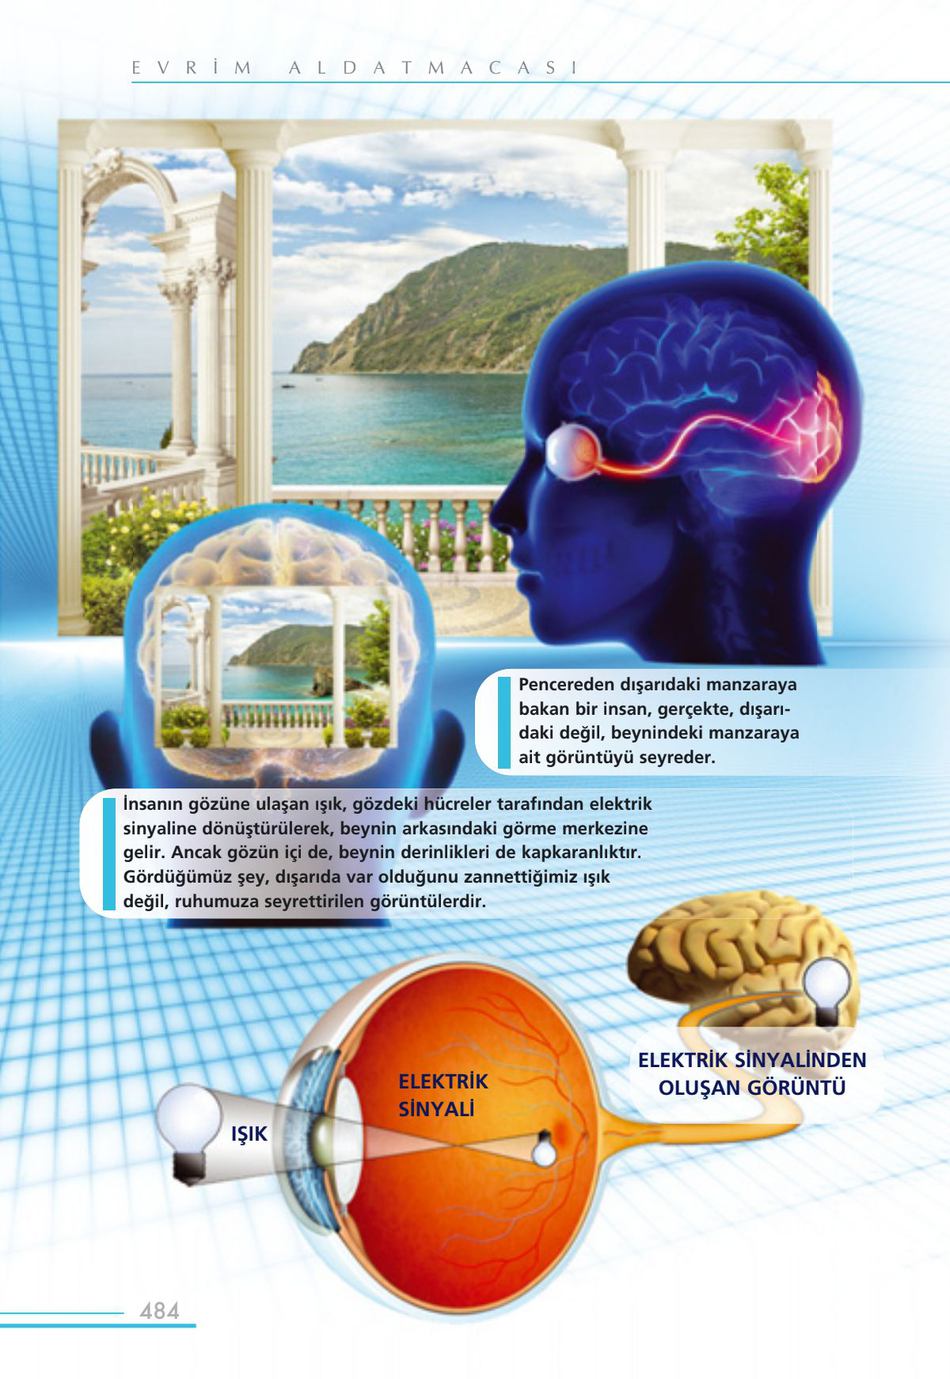 EVRİM ALDATMACASI
Pencereden dışarıdaki manzaraya
bakan bir insan, gerçekte, dışarı-
daki değil, beynindeki manzaraya
ait görüntüyü seyreder.
İnsanın gözüne ulaşan ışık, gözdeki hücreler tarafından elektrik
sinyaline dönüştürülerek, beynin arkasındaki görme merkezine
gelir. Ancak gözün içi de, beynin derinlikleri de kapkaranlıktır.
Gördüğümüz şey, dışarıda var olduğunu zannettiğimiz ışık
değil, ruhumuza seyrettirilen görüntülerdir.
ELEKTRİK SİNYALİNDEN
OLUŞAN GÖRÜNTÜ
ELEKTRİK
SİNYALİ
IŞIK
484